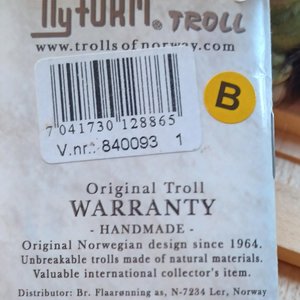 NyFORM® TROLL
www.trollsofnorway.com
B
7 041730 128865
V.nr.: 840093 1
Original Troll
WARRANTY
- HANDMADE -
Original Norwegian design since 1964.
Unbreakable trolls made of natural materials.
Valuable international collector's item.
Distributor: Br. Flaarønning as, N-7234 Ler, Norway